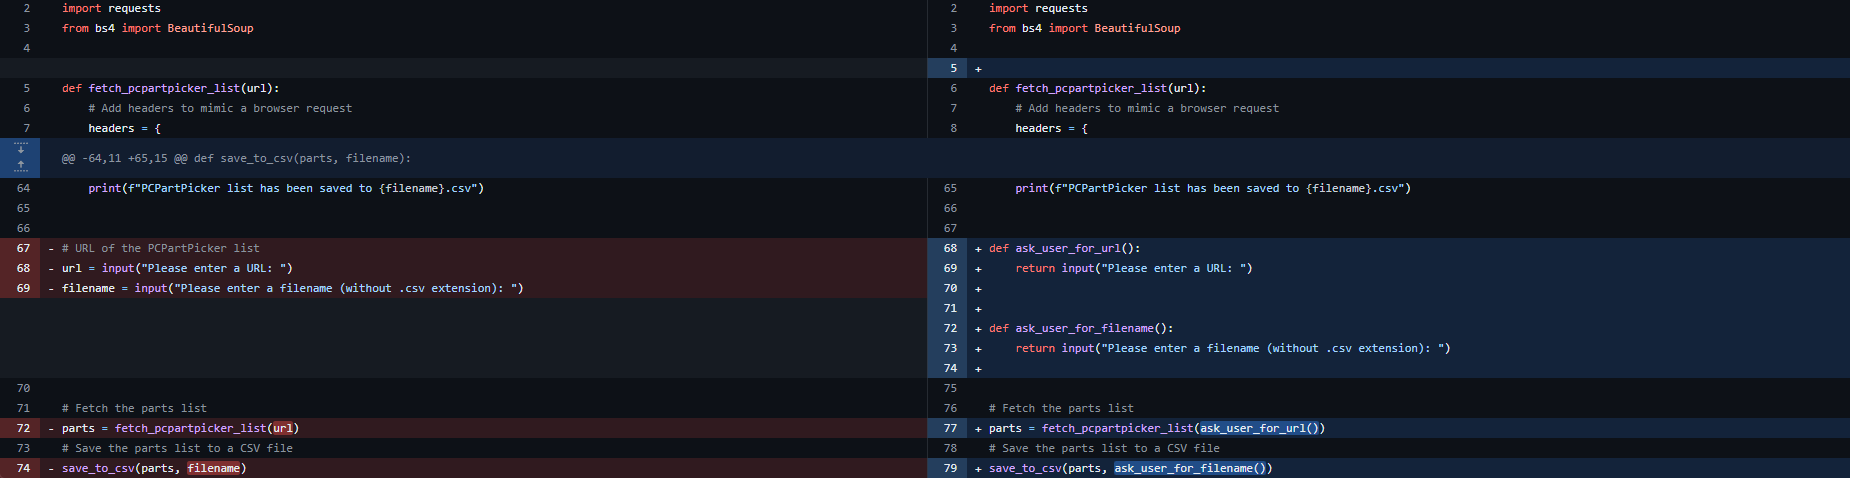 2 import requests
3 from bs4 import BeautifulSoup
4
5 def fetch_pcpartpicker_list(url):
6 # Add headers to mimic a browser request
7 headers = {
@@ -64,11 +65,15 @@ def save_to_csv(parts, filename):
64 print(f"PCPartPicker list has been saved to {filename}.csv")
65
66
67 - # URL of the PCPartPicker list
68 - url = input("Please enter a URL: ")
69 - filename = input("Please enter a filename (without .csv extension): ")
70
71 # Fetch the parts list
72 - parts = fetch_pcpartpicker_list(url)
73 # Save the parts list to a CSV file
74 - save_to_csv(parts, filename)
2 import requests
3 from bs4 import BeautifulSoup
4
5 +
6 def fetch_pcpartpicker_list(url):
7 # Add headers to mimic a browser request
8 headers = {
65 print(f"PCPartPicker list has been saved to {filename}.csv")
66
67
68 + def ask_user_for_url():
69 + return input("Please enter a URL: ")
70 +
71 +
72 + def ask_user_for_filename():
73 + return input("Please enter a filename (without .csv extension): ")
74 +
75
76 # Fetch the parts list
77 + parts = fetch_pcpartpicker_list(ask_user_for_url())
78 # Save the parts list to a CSV file
79 + save_to_csv(parts, ask_user_for_filename())